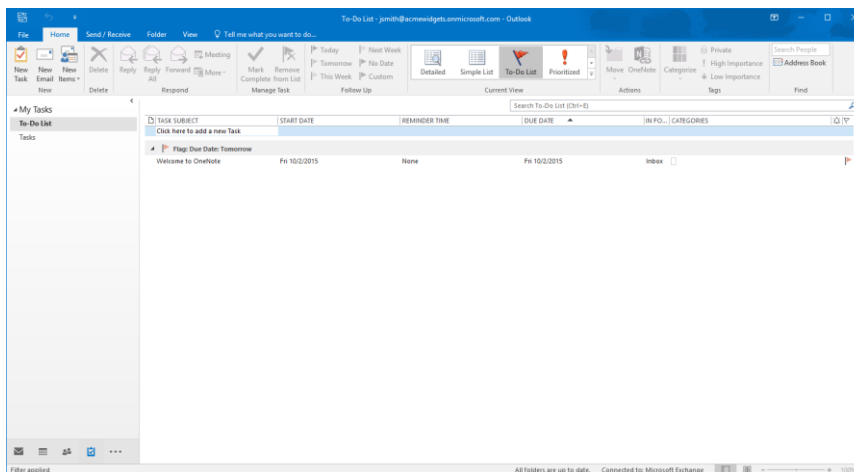 To-Do List - jsmith@acmewidgets.onmicrosoft.com - Outlook
File Home Send / Receive Folder View Tell me what you want to do...
New Task
New Email
New Items
Delete
Reply
Reply All
Forward
Meeting
More
Mark Complete
Remove from List
Today
Tomorrow
This Week
Next Week
No Date
Custom
Detailed
Simple List
To-Do List
Prioritized
Move
OneNote
Categorize
Private
High Importance
Low Importance
Search People
Address Book
New Delete Respond Manage Task Follow Up Current View Actions Tags Find
My Tasks
To-Do List
Tasks
Search To-Do List (Ctrl+E)
TASK SUBJECT START DATE REMINDER TIME DUE DATE IN FO... CATEGORIES
Click here to add a new Task
Flag: Due Date: Tomorrow
Welcome to OneNote Fri 10/2/2015 None Fri 10/2/2015 Inbox
Filter applied All folders are up to date. Connected to: Microsoft Exchange 100%